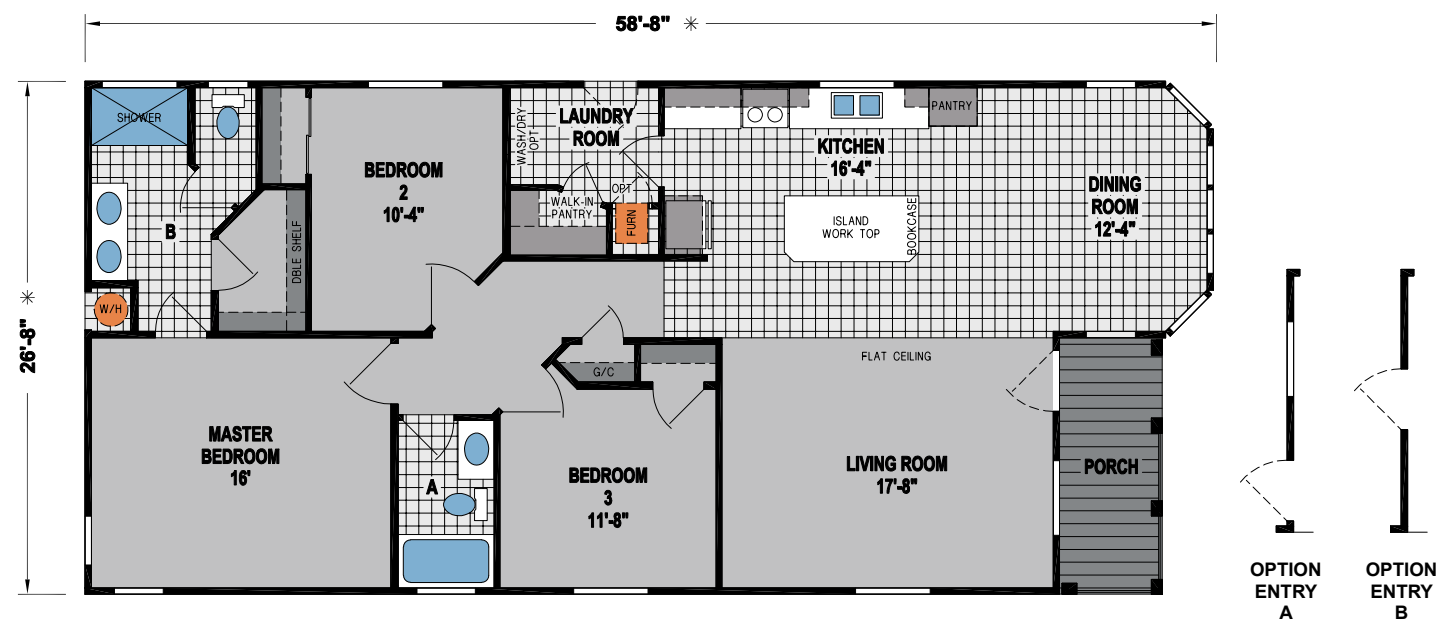 58'-8" ✳
26'-8" ✳
SHOWER
B
W/H
DBLE SHELF
BEDROOM
2
10'-4"
WASH/DRY
OPT
LAUNDRY
ROOM
WALK-IN
PANTRY
OPT
FURN
KITCHEN
16'-4"
PANTRY
ISLAND
WORK TOP
BOOKCASE
DINING
ROOM
12'-4"
MASTER
BEDROOM
16'
A
G/C
BEDROOM
3
11'-8"
FLAT CEILING
LIVING ROOM
17'-8"
PORCH
OPTION
ENTRY
A
OPTION
ENTRY
B